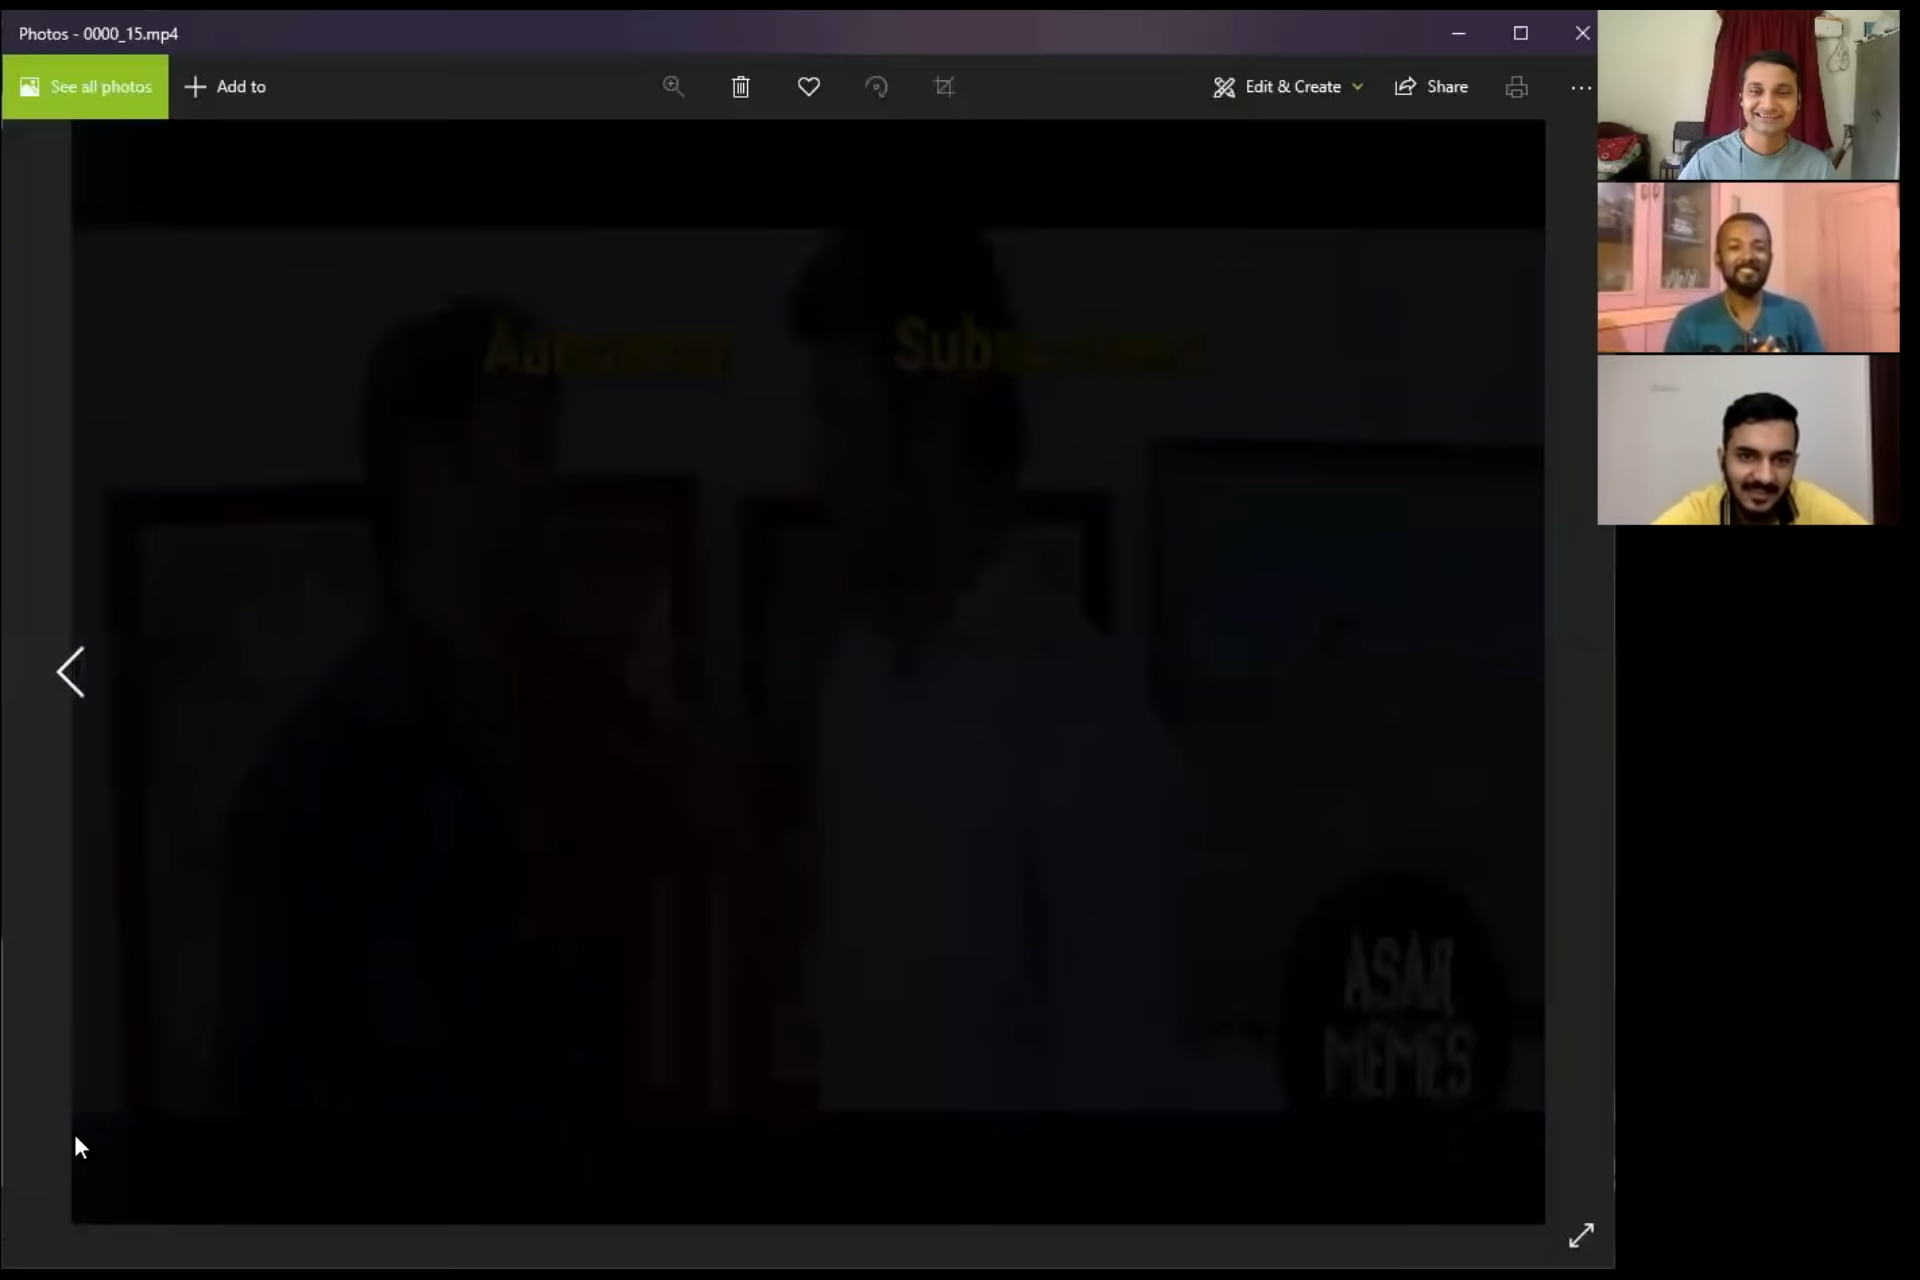 Photos - 0000_15.mp4
See all photos
Add to
Edit & Create
Share
ASAR
MEMES